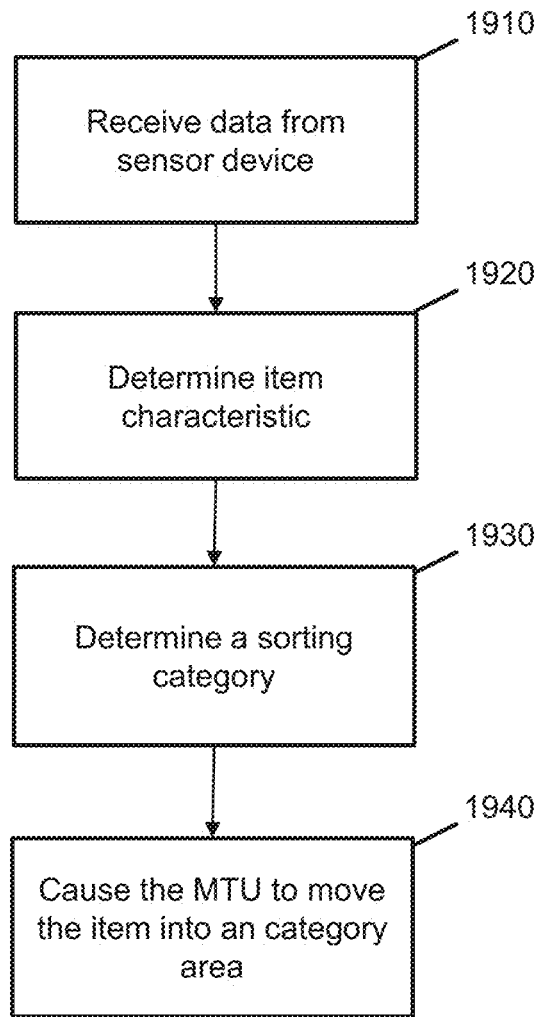 1910
Receive data from
sensor device
1920
Determine item
characteristic
1930
Determine a sorting
category
1940
Cause the MTU to move
the item into an category
area